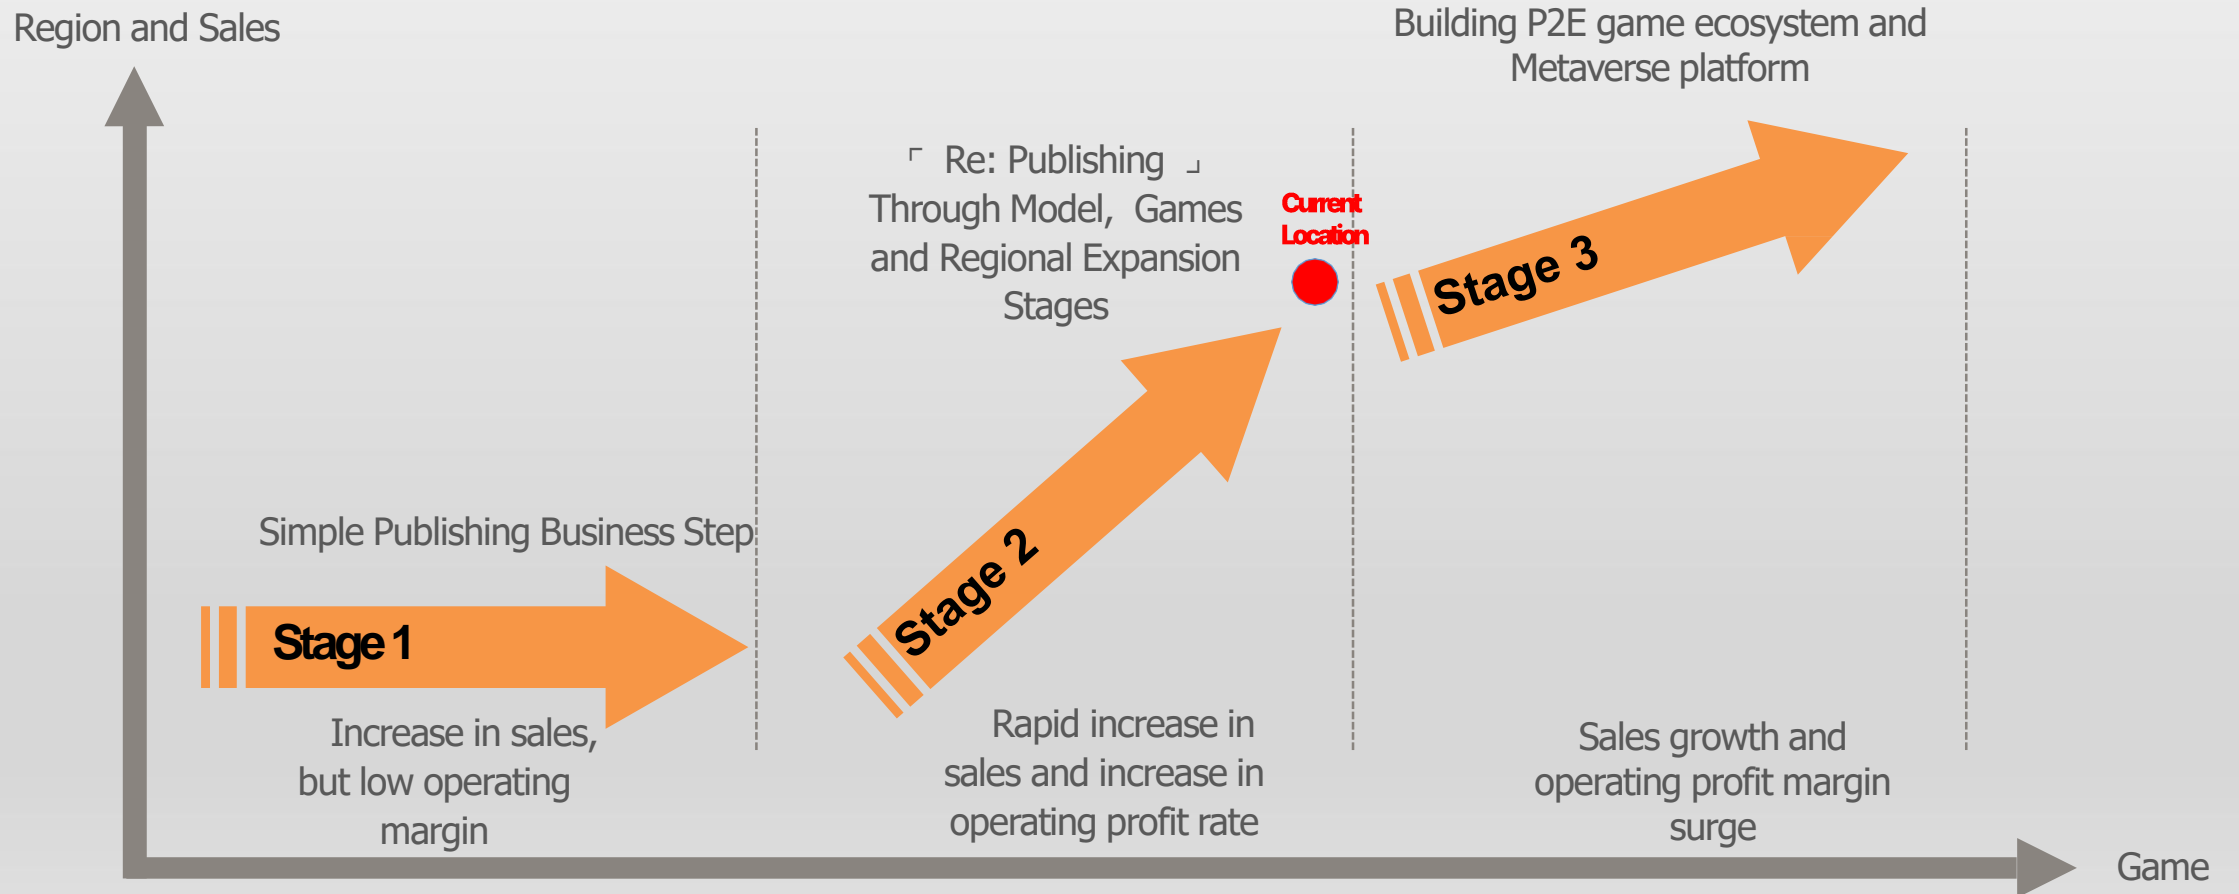 Region and Sales
Building P2E game ecosystem and
Metaverse platform
「 Re: Publishing 」
Through Model, Games
and Regional Expansion
Stages
Current
Location
Stage 3
Simple Publishing Business Step
Stage 1
Stage 2
Increase in sales,
but low operating
margin
Rapid increase in
sales and increase in
operating profit rate
Sales growth and
operating profit margin
surge
Game